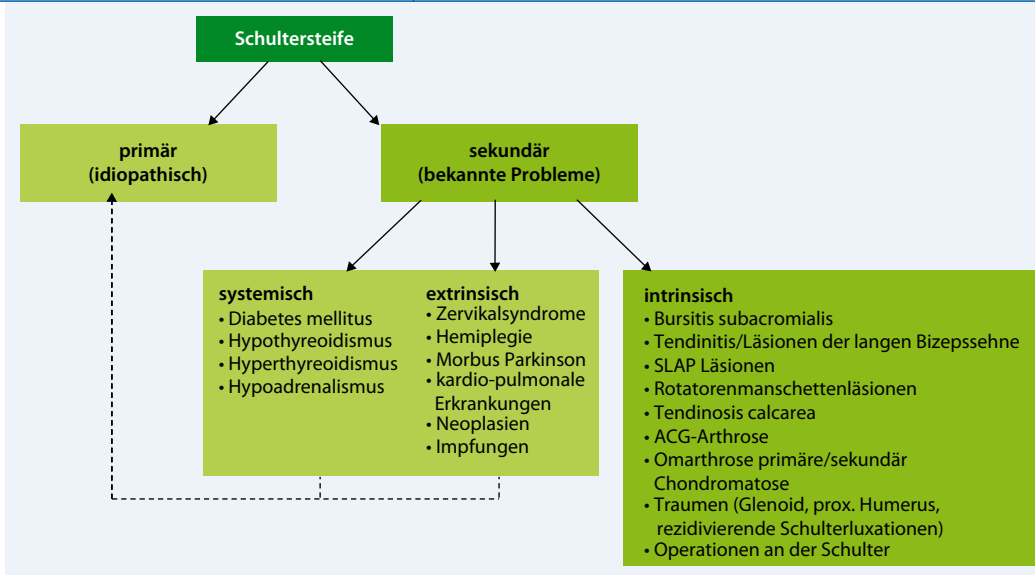 Schultersteife
primär
(idiopathisch)
sekundär
(bekannte Probleme)
systemisch
• Diabetes mellitus
• Hypothyreoidismus
• Hyperthyreoidismus
• Hypoadrenalismus
extrinsisch
• Zervikalsyndrome
• Hemiplegie
• Morbus Parkinson
• kardio-pulmonale
Erkrankungen
• Neoplasien
• Impfungen
intrinsisch
• Bursitis subacromialis
• Tendinitis/Läsionen der langen Bizepssehne
• SLAP Läsionen
• Rotatorenmanschettenläsionen
• Tendinosis calcarea
• ACG-Arthrose
• Omarthrose primäre/sekundär
Chondromatose
• Traumen (Glenoid, prox. Humerus,
rezidivierende Schulterluxationen)
• Operationen an der Schulter